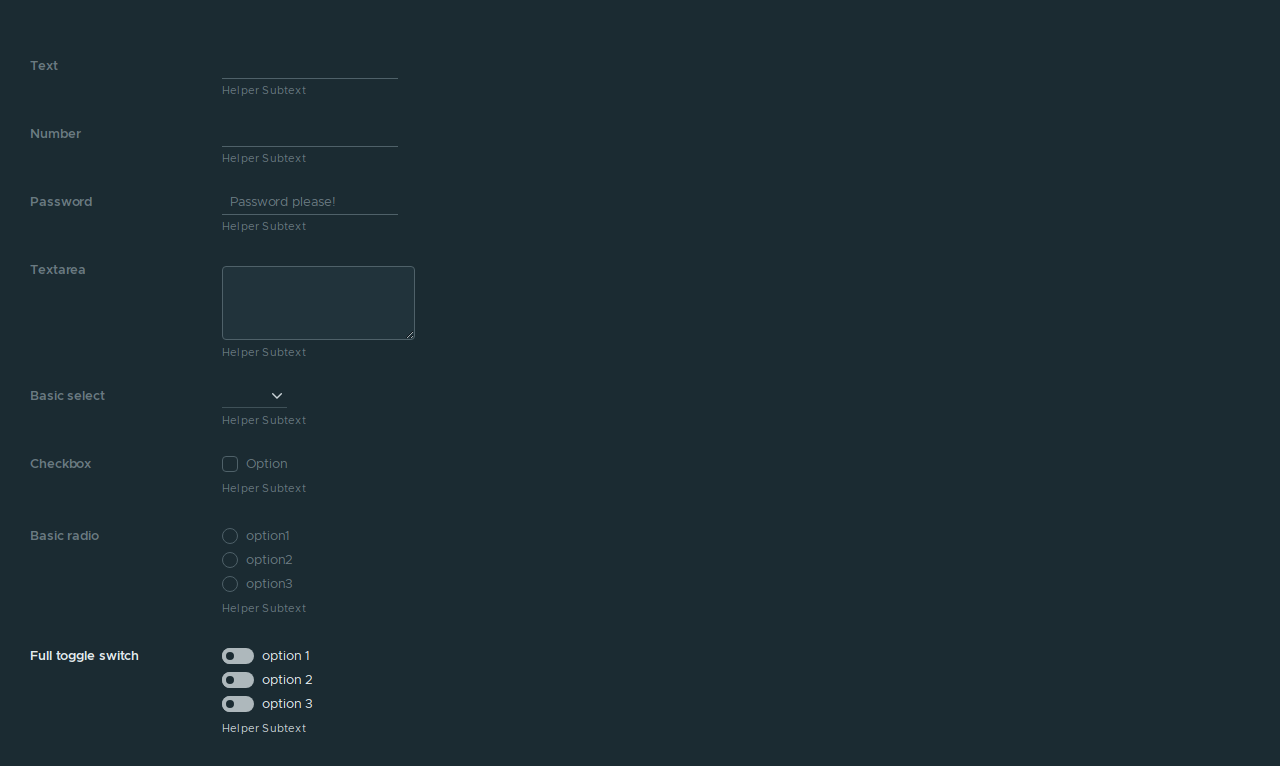 Text
Helper Subtext
Number
Helper Subtext
Password
Password please!
Helper Subtext
Textarea
Helper Subtext
Basic select
Helper Subtext
Checkbox
Option
Helper Subtext
Basic radio
option1
option2
option3
Helper Subtext
Full toggle switch
option 1
option 2
option 3
Helper Subtext